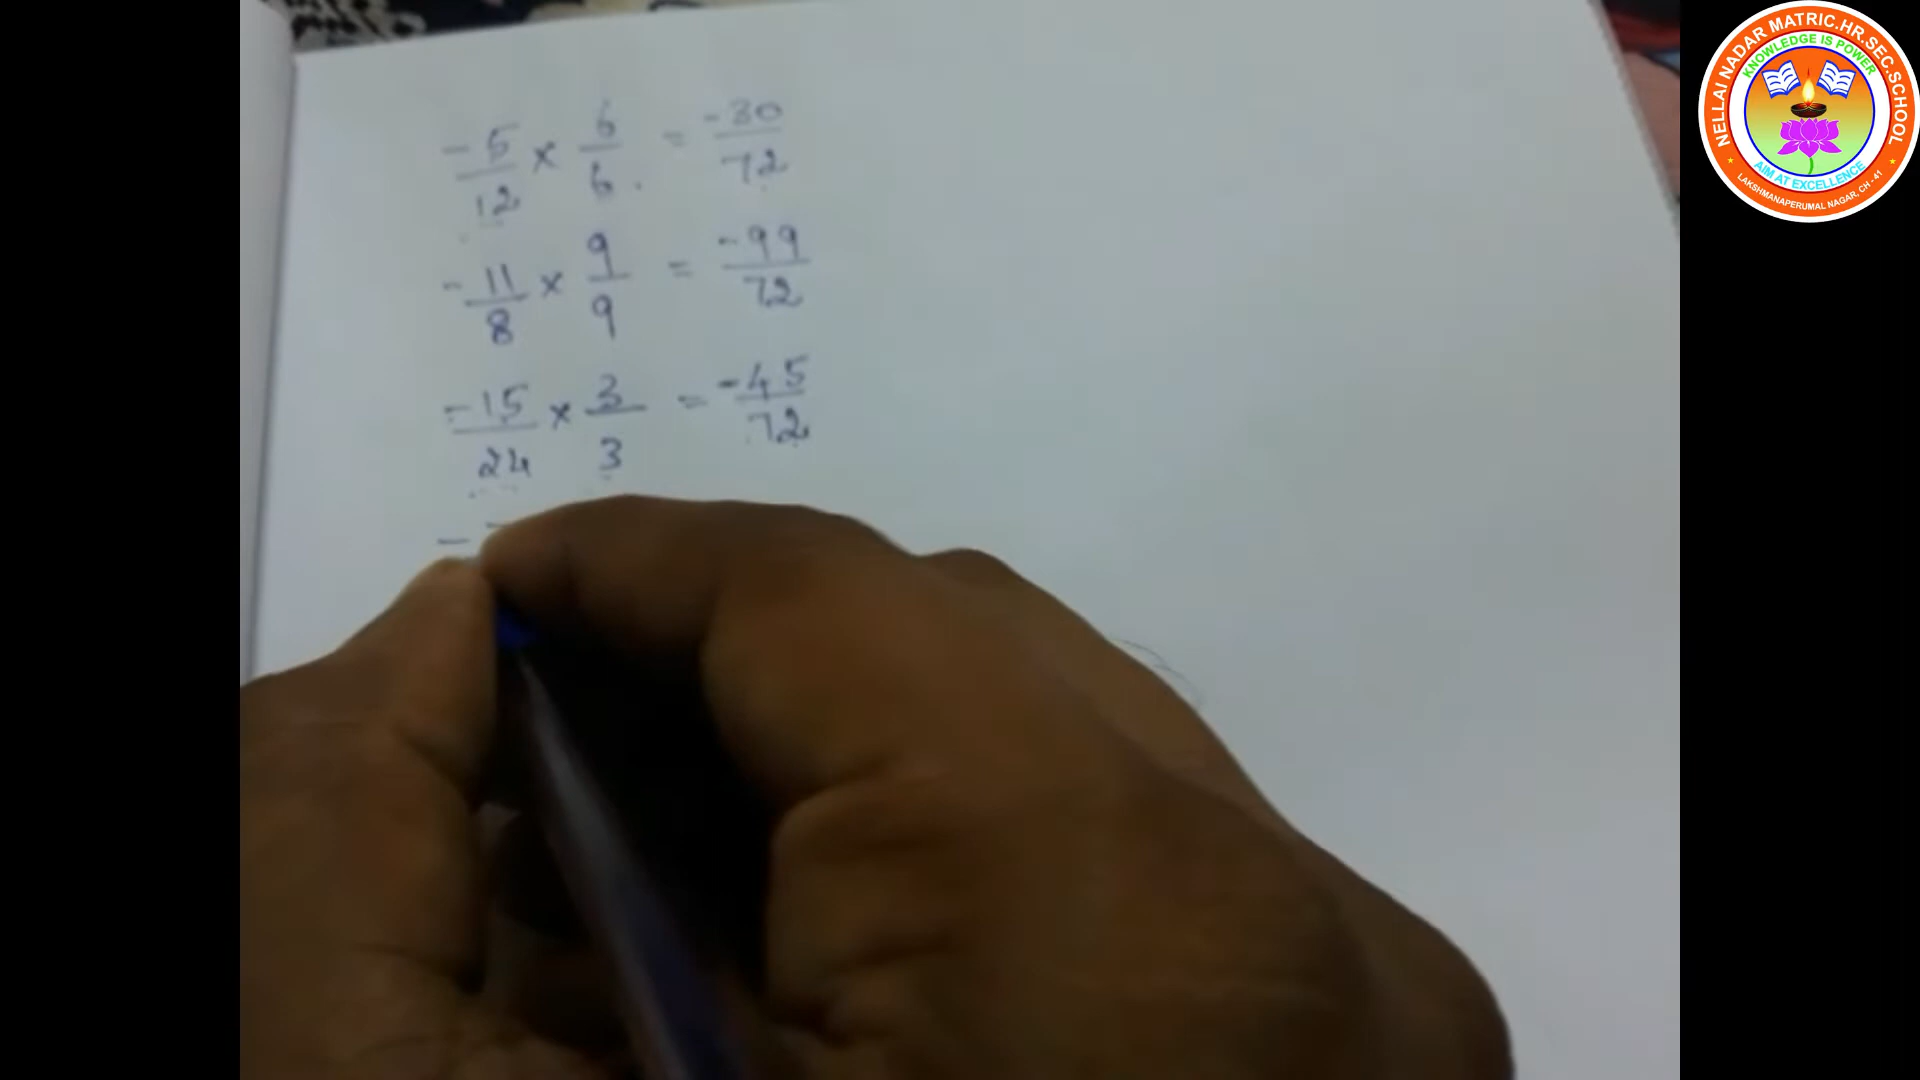 -5/12 × 6/6 = -30/72
-11/8 × 9/9 = -99/72
-15/24 × 3/3 = -45/72
-
NELLAI NADAR MATRIC.HR.SEC.SCHOOL
KNOWLEDGE IS POWER
AIM AT EXCELLENCE
LAKSHMANAPERUMAL NAGAR, CH - 41